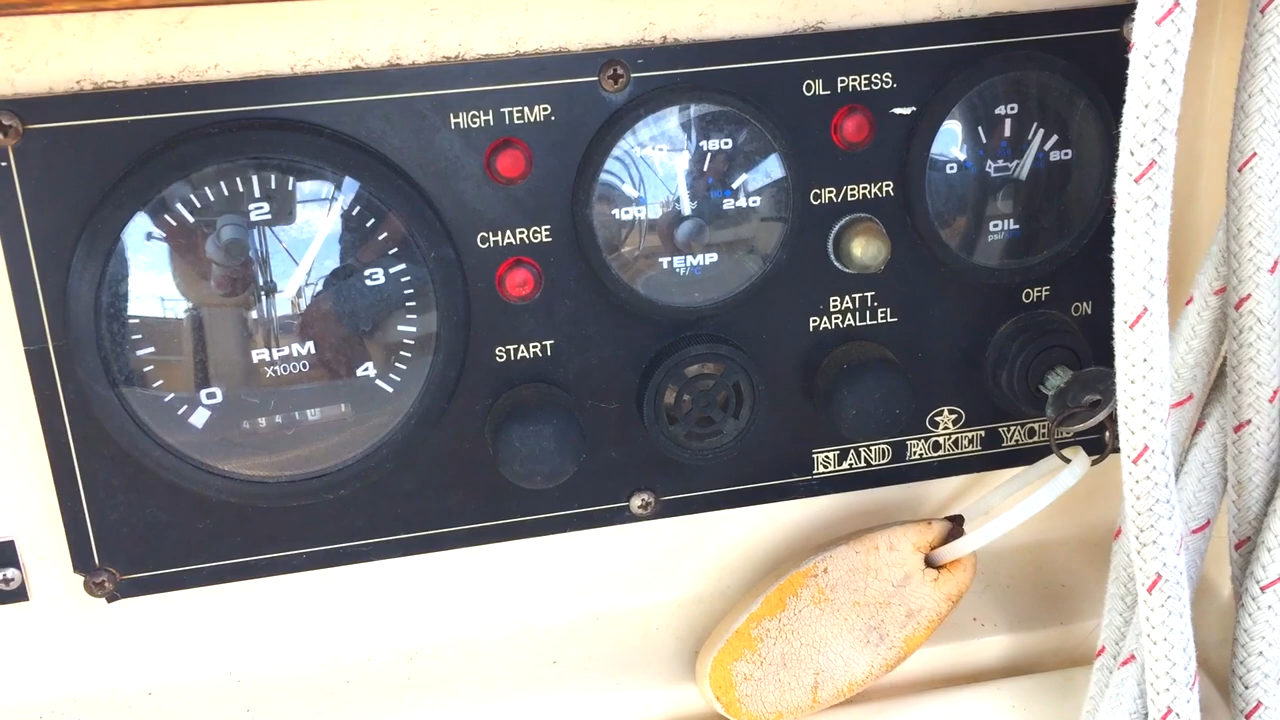 HIGH TEMP.
OIL PRESS.
2
3
4
0
RPM
X1000
CHARGE
START
140
180
100
240
TEMP
°F/°C
CIR/BRKR
BATT.
PARALLEL
40
0
80
OIL
psi/
OFF
ON
ISLAND PACKET YACHTS